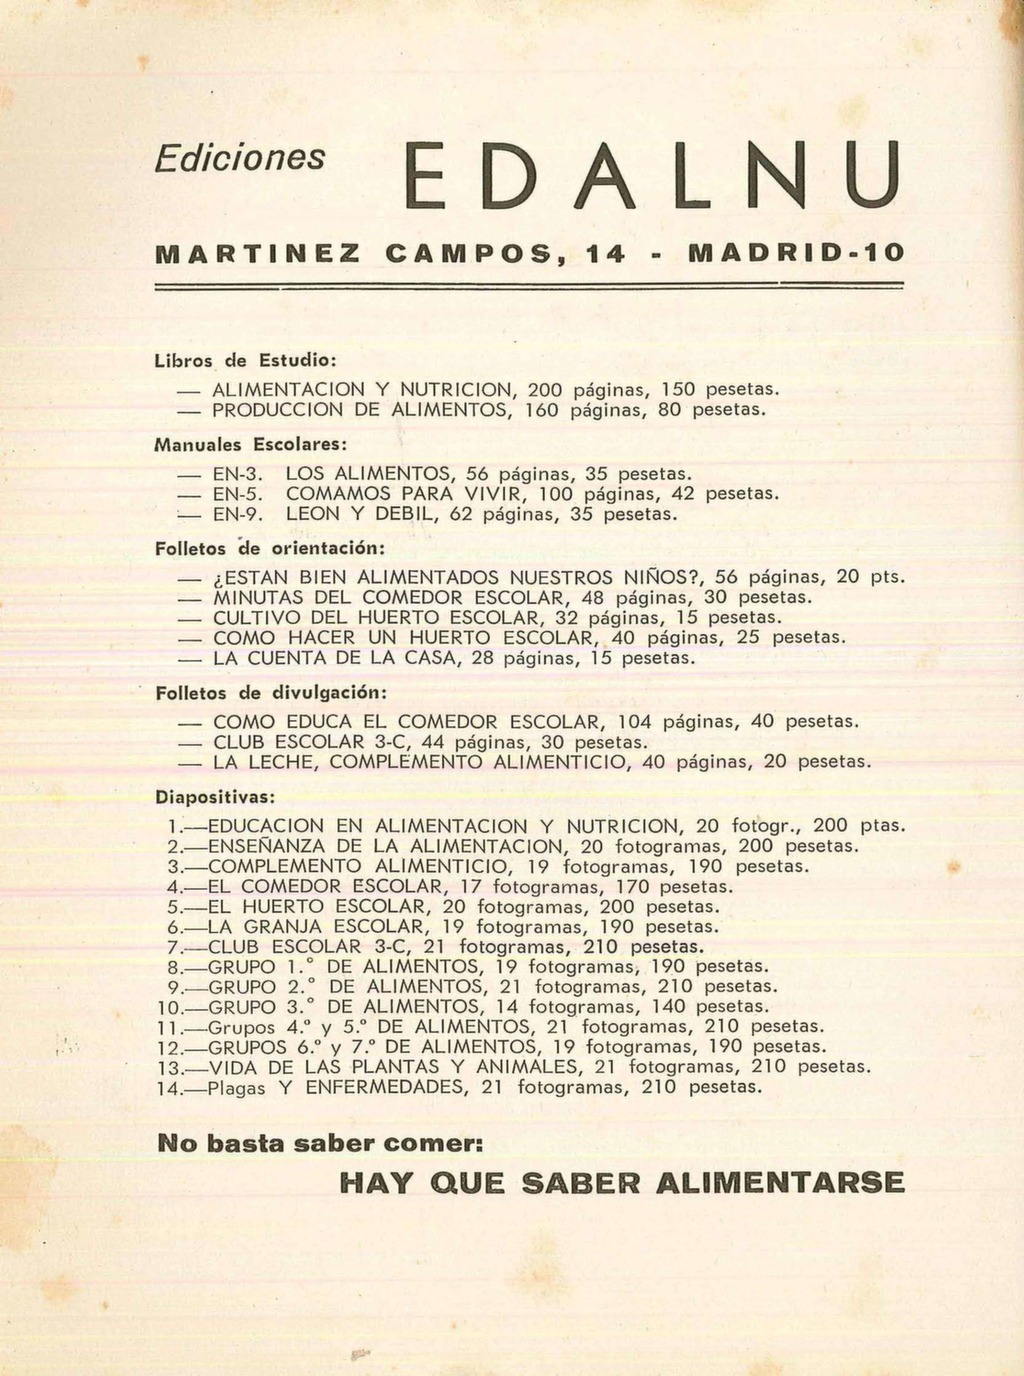 Ediciones EDALNU
MARTINEZ CAMPOS, 14 - MADRID-10
Libros de Estudio:
— ALIMENTACION Y NUTRICION, 200 páginas, 150 pesetas.
— PRODUCCION DE ALIMENTOS, 160 páginas, 80 pesetas.
Manuales Escolares:
— EN-3. LOS ALIMENTOS, 56 páginas, 35 pesetas.
— EN-5. COMAMOS PARA VIVIR, 100 páginas, 42 pesetas.
— EN-9. LEON Y DEBIL, 62 páginas, 35 pesetas.
Folletos de orientación:
— ¿ESTAN BIEN ALIMENTADOS NUESTROS NIÑOS?, 56 páginas, 20 pts.
— MINUTAS DEL COMEDOR ESCOLAR, 48 páginas, 30 pesetas.
— CULTIVO DEL HUERTO ESCOLAR, 32 páginas, 15 pesetas.
— COMO HACER UN HUERTO ESCOLAR, 40 páginas, 25 pesetas.
— LA CUENTA DE LA CASA, 28 páginas, 15 pesetas.
Folletos de divulgación:
— COMO EDUCA EL COMEDOR ESCOLAR, 104 páginas, 40 pesetas.
— CLUB ESCOLAR 3-C, 44 páginas, 30 pesetas.
— LA LECHE, COMPLEMENTO ALIMENTICIO, 40 páginas, 20 pesetas.
Diapositivas:
1.—EDUCACION EN ALIMENTACION Y NUTRICION, 20 fotogr., 200 ptas.
2.—ENSEÑANZA DE LA ALIMENTACION, 20 fotogramas, 200 pesetas.
3.—COMPLEMENTO ALIMENTICIO, 19 fotogramas, 190 pesetas.
4.—EL COMEDOR ESCOLAR, 17 fotogramas, 170 pesetas.
5.—EL HUERTO ESCOLAR, 20 fotogramas, 200 pesetas.
6.—LA GRANJA ESCOLAR, 19 fotogramas, 190 pesetas.
7.—CLUB ESCOLAR 3-C, 21 fotogramas, 210 pesetas.
8.—GRUPO 1.° DE ALIMENTOS, 19 fotogramas, 190 pesetas.
9.—GRUPO 2.° DE ALIMENTOS, 21 fotogramas, 210 pesetas.
10.—GRUPO 3.° DE ALIMENTOS, 14 fotogramas, 140 pesetas.
11.—Grupos 4.º y 5.º DE ALIMENTOS, 21 fotogramas, 210 pesetas.
12.—GRUPOS 6.º y 7.º DE ALIMENTOS, 19 fotogramas, 190 pesetas.
13.—VIDA DE LAS PLANTAS Y ANIMALES, 21 fotogramas, 210 pesetas.
14.—Plagas Y ENFERMEDADES, 21 fotogramas, 210 pesetas.
No basta saber comer:
HAY QUE SABER ALIMENTARSE